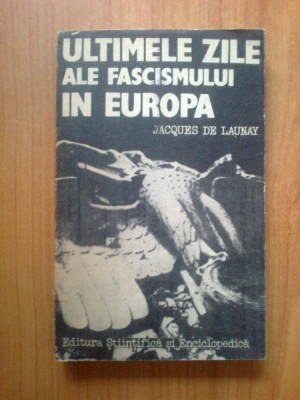 ULTIMELE ZILE
ALE FASCISMULUI
IN EUROPA
JACQUES DE LAUNAY
Editura Ştiinţifică şi Enciclopedică